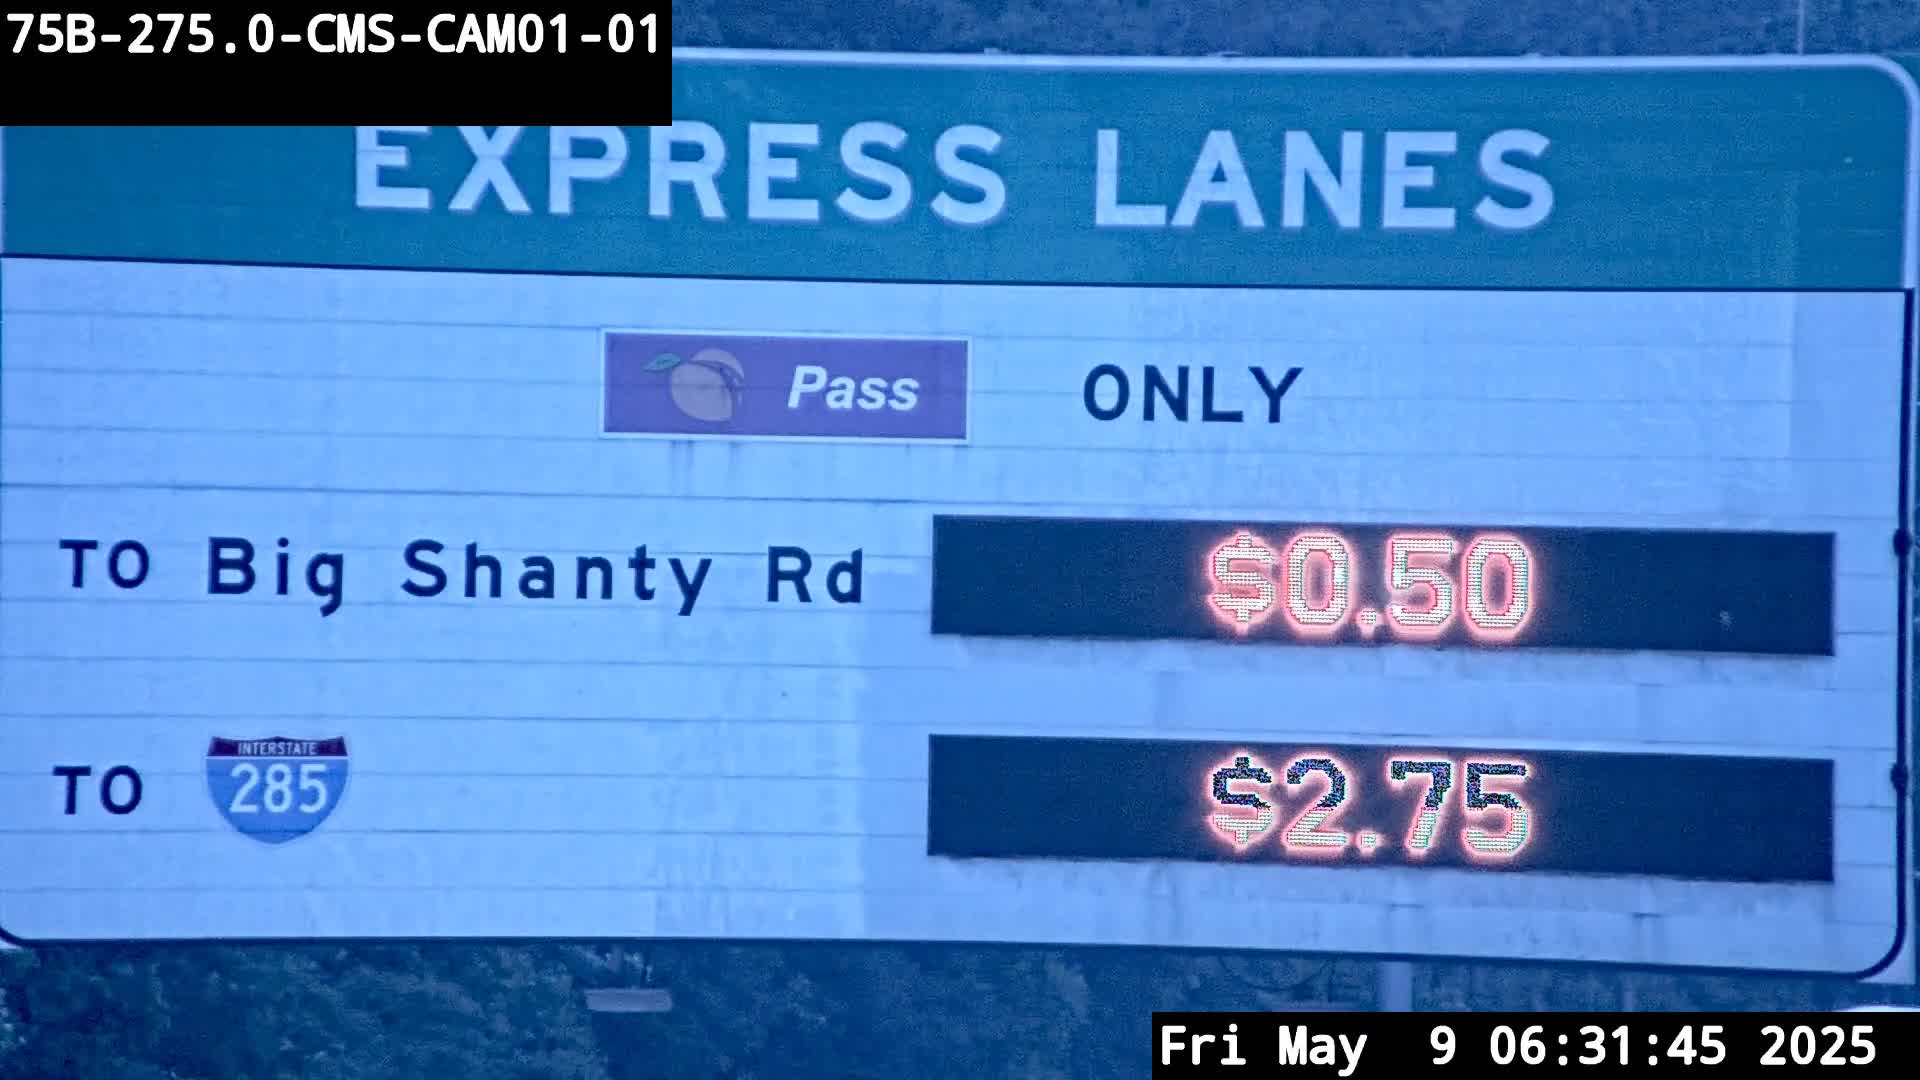 75B-275.0-CMS-CAM01-01
EXPRESS LANES
Pass ONLY
TO Big Shanty Rd $0.50
INTERSTATE
TO 285 $2.75
Fri May 9 06:31:45 2025